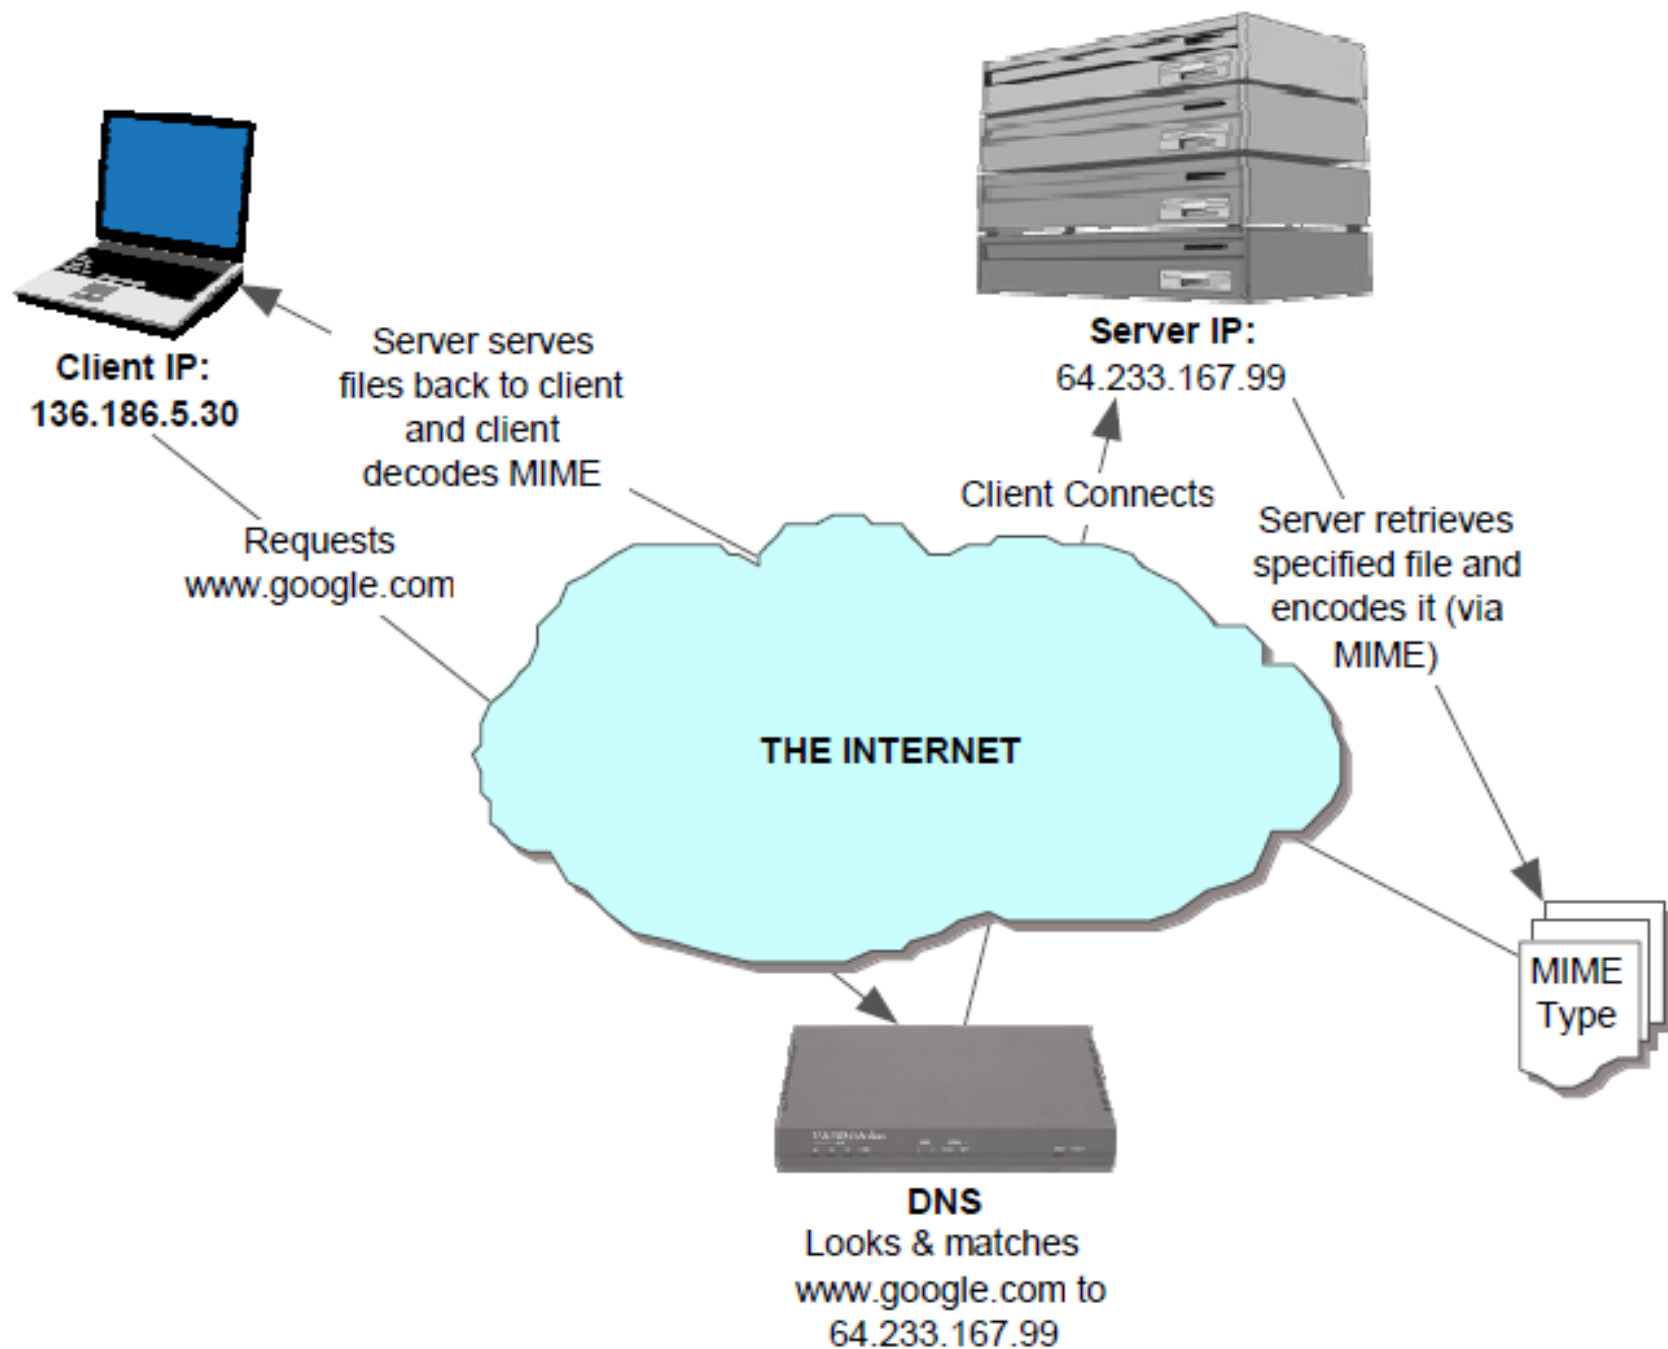 Client IP:
136.186.5.30
Server serves
files back to client
and client
decodes MIME
Requests
www.google.com
Server IP:
64.233.167.99
Client Connects
Server retrieves
specified file and
encodes it (via
MIME)
THE INTERNET
MIME
Type
DNS
Looks & matches
www.google.com to
64.233.167.99